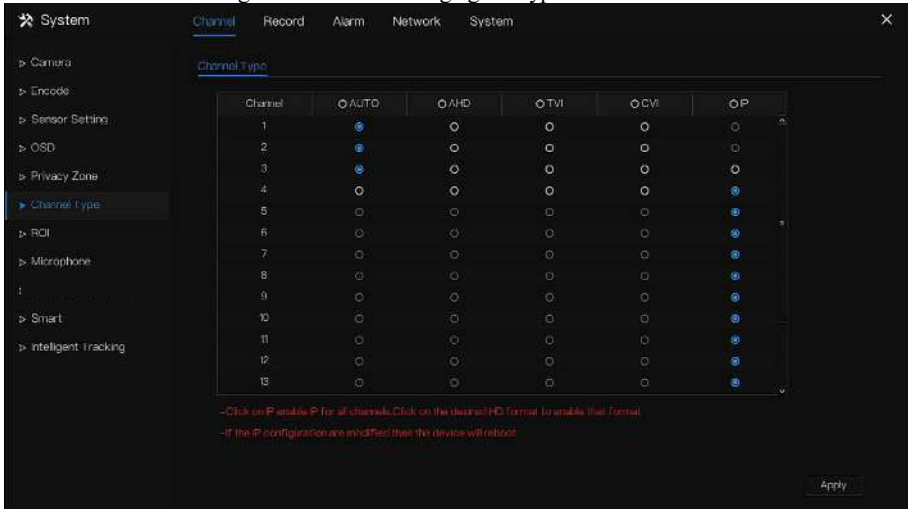 System
Channel Record Alarm Network System
Camera
Encode
Sensor Setting
OSD
Privacy Zone
Channel Type
ROI
Microphone
Smart
Intelligent Tracking
Channel Type
Channel AUTO AHD TVI CVI IP
1
2
3
4
5
6
7
8
9
10
11
12
13
-Click on IP enable IP for all channels,Click on the desired HD format to enable that format
-If the IP configuration are modified then the device will reboot
Apply